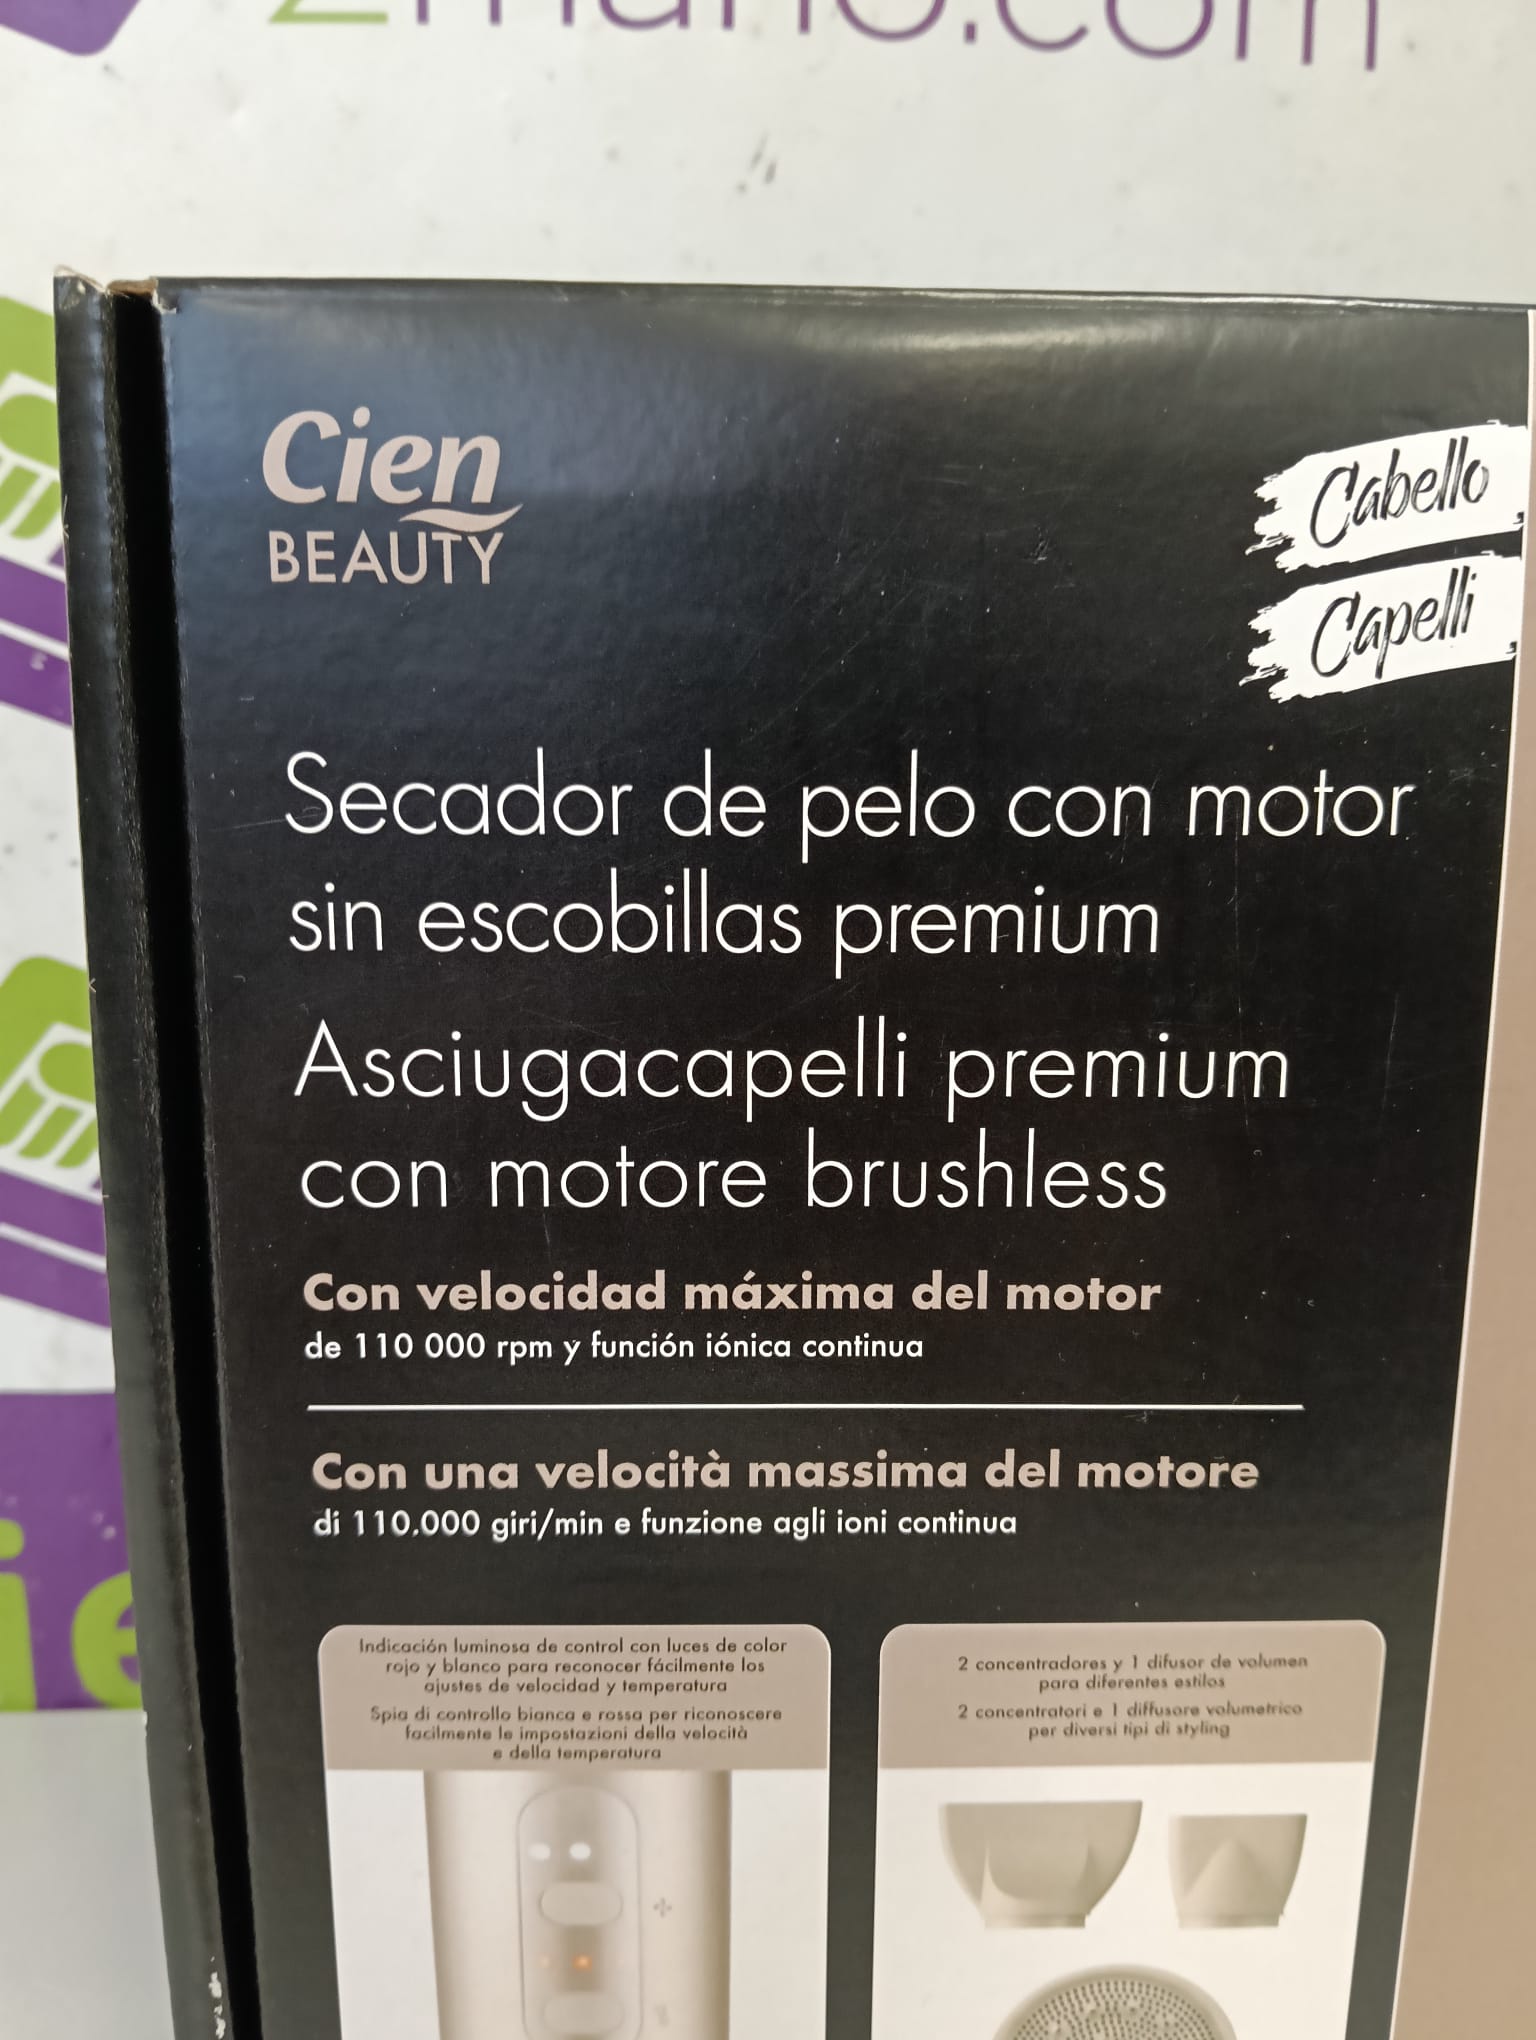 2mano.com
Cien
BEAUTY
Cabello
Capelli
Secador de pelo con motor
sin escobillas premium
Asciugacapelli premium
con motore brushless
Con velocidad máxima del motor
de 110 000 rpm y función iónica continua
Con una velocità massima del motore
di 110.000 giri/min e funzione agli ioni continua
Indicación luminosa de control con luces de color
rojo y blanco para reconocer fácilmente los
ajustes de velocidad y temperatura
Spia di controllo bianca e rossa per riconoscere
facilmente le impostazioni della velocità
e della temperatura
2 concentradores y 1 difusor de volumen
para diferentes estilos
2 concentratori e 1 diffusore volumetrico
per diversi tipi di styling